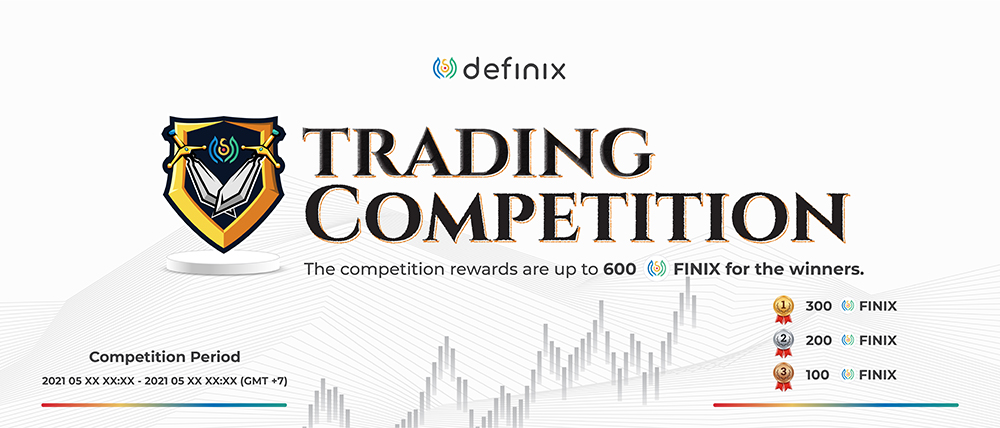 definix
TRADING
COMPETITION
The competition rewards are up to 600 FINIX for the winners.
1 300 FINIX
2 200 FINIX
3 100 FINIX
Competition Period
2021 05 XX XX:XX - 2021 05 XX XX:XX (GMT +7)